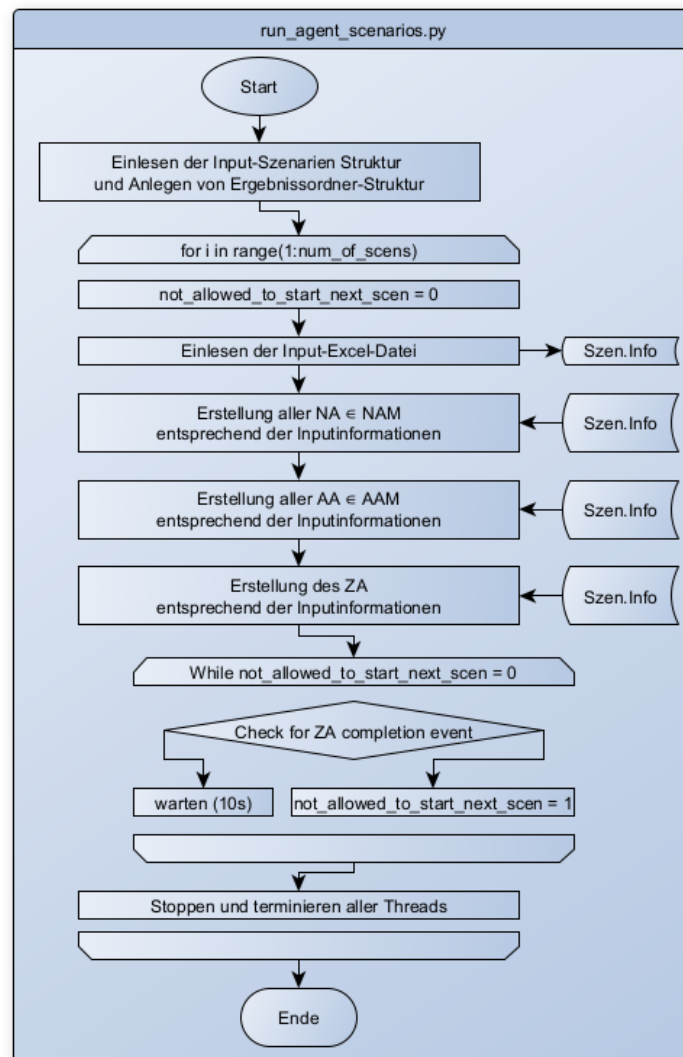 run_agent_scenarios.py
Start
Einlesen der Input-Szenarien Struktur
und Anlegen von Ergebnissordner-Struktur
for i in range(1:num_of_scens)
not_allowed_to_start_next_scen = 0
Einlesen der Input-Excel-Datei
Szen.Info
Erstellung aller NA ∈ NAM
entsprechend der Inputinformationen
Szen.Info
Erstellung aller AA ∈ AAM
entsprechend der Inputinformationen
Szen.Info
Erstellung des ZA
entsprechend der Inputinformationen
Szen.Info
While not_allowed_to_start_next_scen = 0
Check for ZA completion event
warten (10s)
not_allowed_to_start_next_scen = 1
Stoppen und terminieren aller Threads
Ende